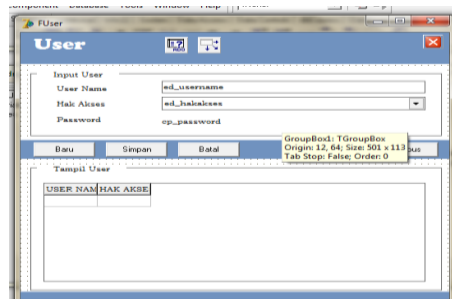 Component Database Tools Window Help
FUser
User
Input User
User Name ed_username
Hak Akses ed_hakakses
Password cp_password
GroupBox1: TGroupBox
Origin: 12, 64; Size: 501 x 113
Tab Stop: False; Order: 0
Baru Simpan Batal
Tampil User
USER NAM HAK AKSE